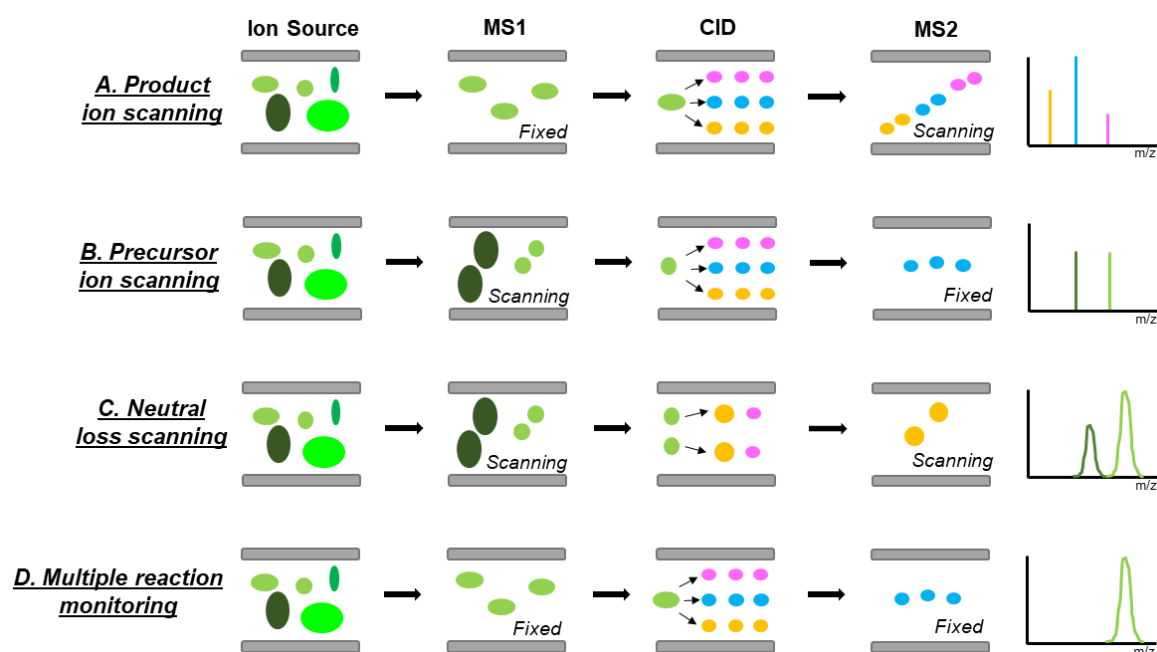 Ion Source MS1 CID MS2
A. Product
ion scanning
Fixed
Scanning
m/z
B. Precursor
ion scanning
Scanning
Fixed
m/z
C. Neutral
loss scanning
Scanning
Scanning
m/z
D. Multiple reaction
monitoring
Fixed
Fixed
m/z